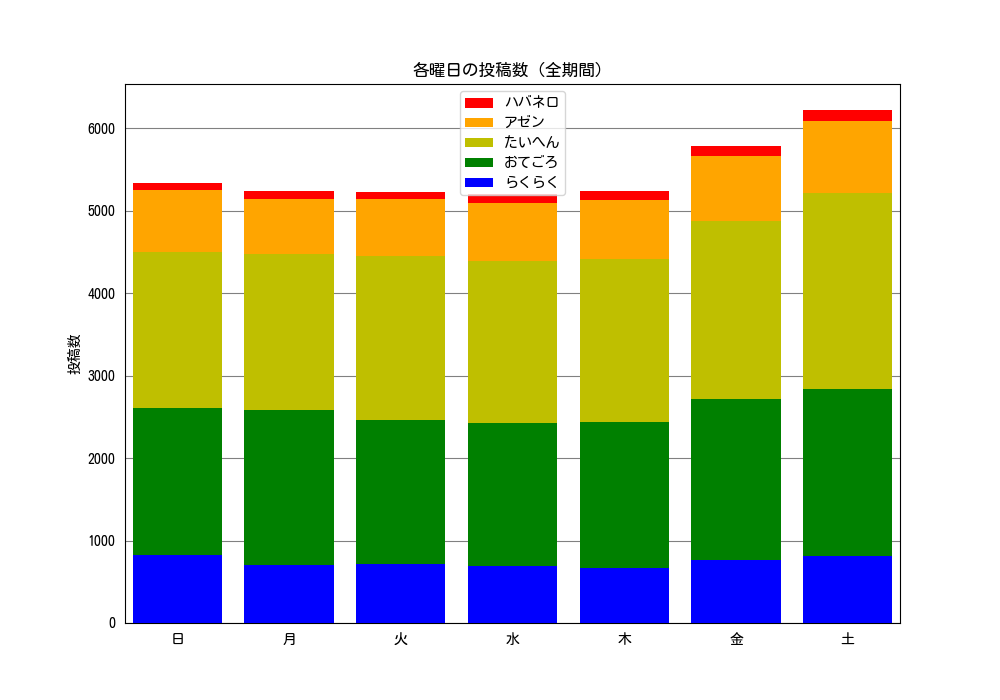 各曜日の投稿数（全期間）
ハバネロ
アゼン
たいへん
おてごろ
らくらく
投稿数
6000
5000
4000
3000
2000
1000
0
日 月 火 水 木 金 土